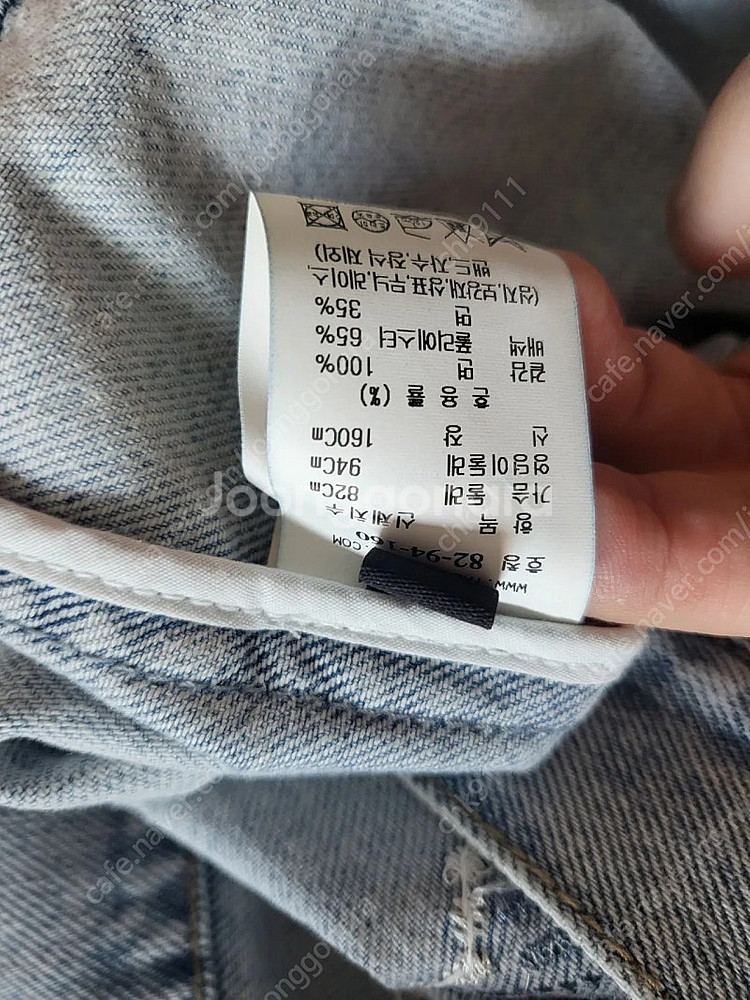 호칭 82-94-160
항 목 신체치수
가슴둘레 82Cm
엉덩이둘레 94Cm
신 장 160Cm
혼 용 률 (%)
겉감 면 100%
배색 폴리에스터 65%
면 35%
(심지,보강재,상표,무늬,레이스,
밴드,자수,장식 제외)
Joonggonara